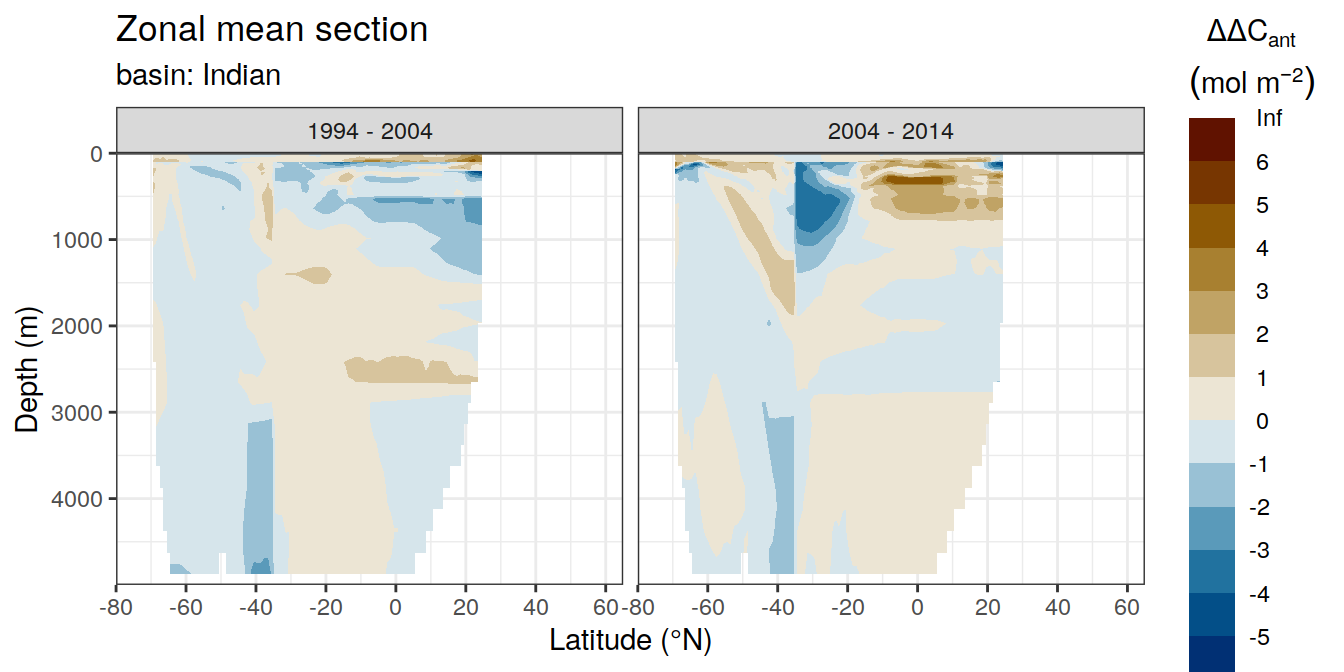 Zonal mean section
basin: Indian
1994 - 2004
2004 - 2014
Depth (m)
0
1000
2000
3000
4000
-80 -60 -40 -20 0 20 40 60
-80 -60 -40 -20 0 20 40 60
Latitude (°N)
ΔΔCant
(mol m−2)
Inf
6
5
4
3
2
1
0
-1
-2
-3
-4
-5